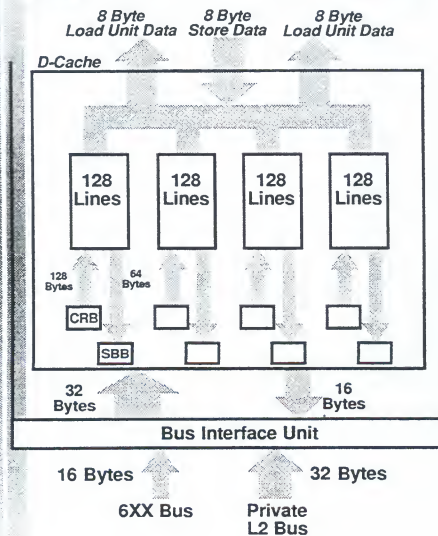 8 Byte
Load Unit Data
8 Byte
Store Data
8 Byte
Load Unit Data
D-Cache
128
Lines
128
Lines
128
Lines
128
Lines
128
Bytes
64
Bytes
CRB
SBB
32
Bytes
16
Bytes
Bus Interface Unit
16 Bytes
32 Bytes
6XX Bus
Private
L2 Bus